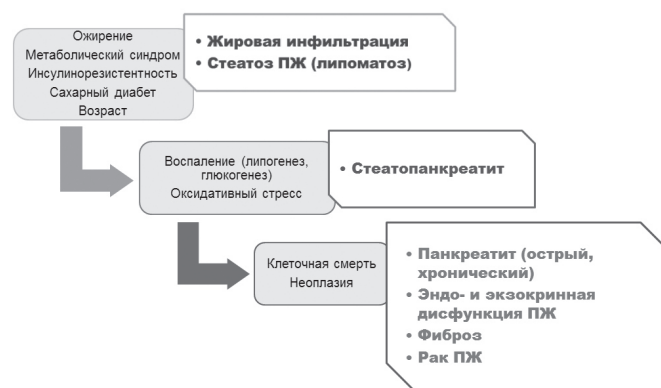 Ожирение
Метаболический синдром
Инсулинорезистентность
Сахарный диабет
Возраст
• Жировая инфильтрация
• Стеатоз ПЖ (липоматоз)
Воспаление (липогенез,
глюкогенез)
Оксидативный стресс
• Стеатопанкреатит
Клеточная смерть
Неоплазия
• Панкреатит (острый,
хронический)
• Эндо- и экзокринная
дисфункция ПЖ
• Фиброз
• Рак ПЖ